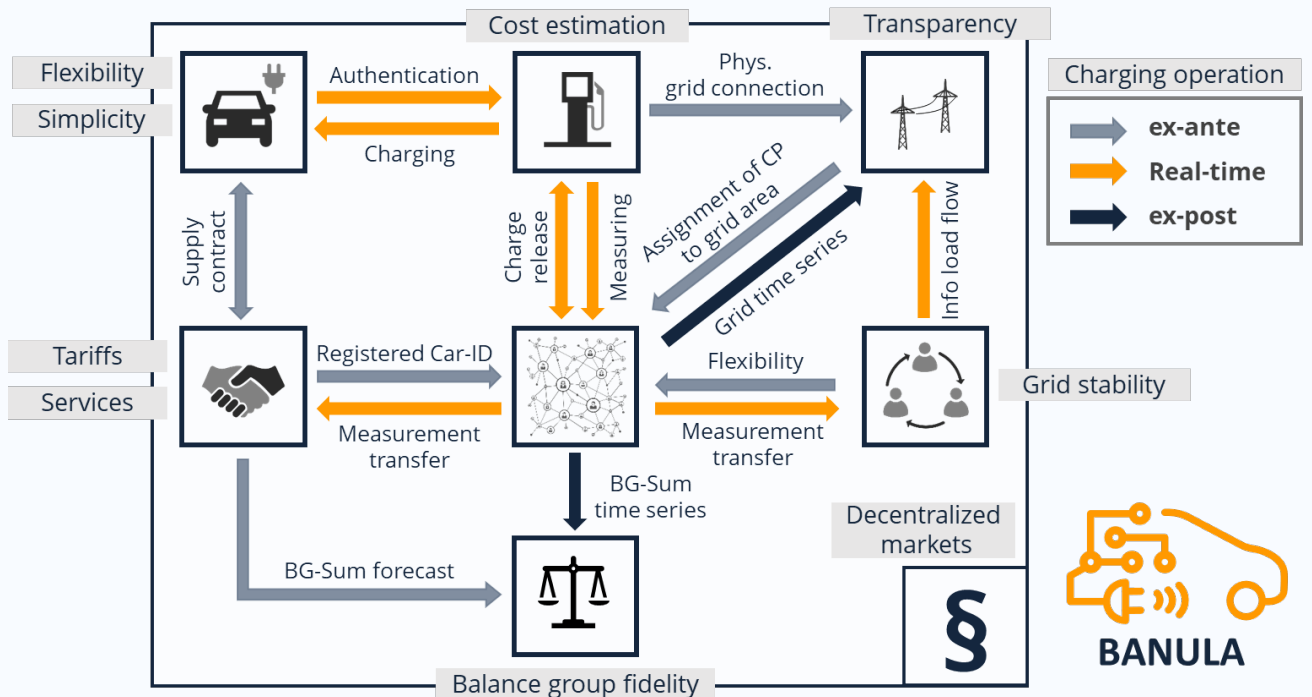 Cost estimation
Transparency
Flexibility
Simplicity
Authentication
Charging
Phys.
grid connection
Charging operation
ex-ante
Real-time
ex-post
Supply
contract
Charge
release
Measuring
Assignment of CP
to grid area
Grid time series
Info load flow
Tariffs
Services
Registered Car-ID
Measurement
transfer
Flexibility
Measurement
transfer
Grid stability
BG-Sum
time series
BG-Sum forecast
Decentralized
markets
§
BANULA
Balance group fidelity